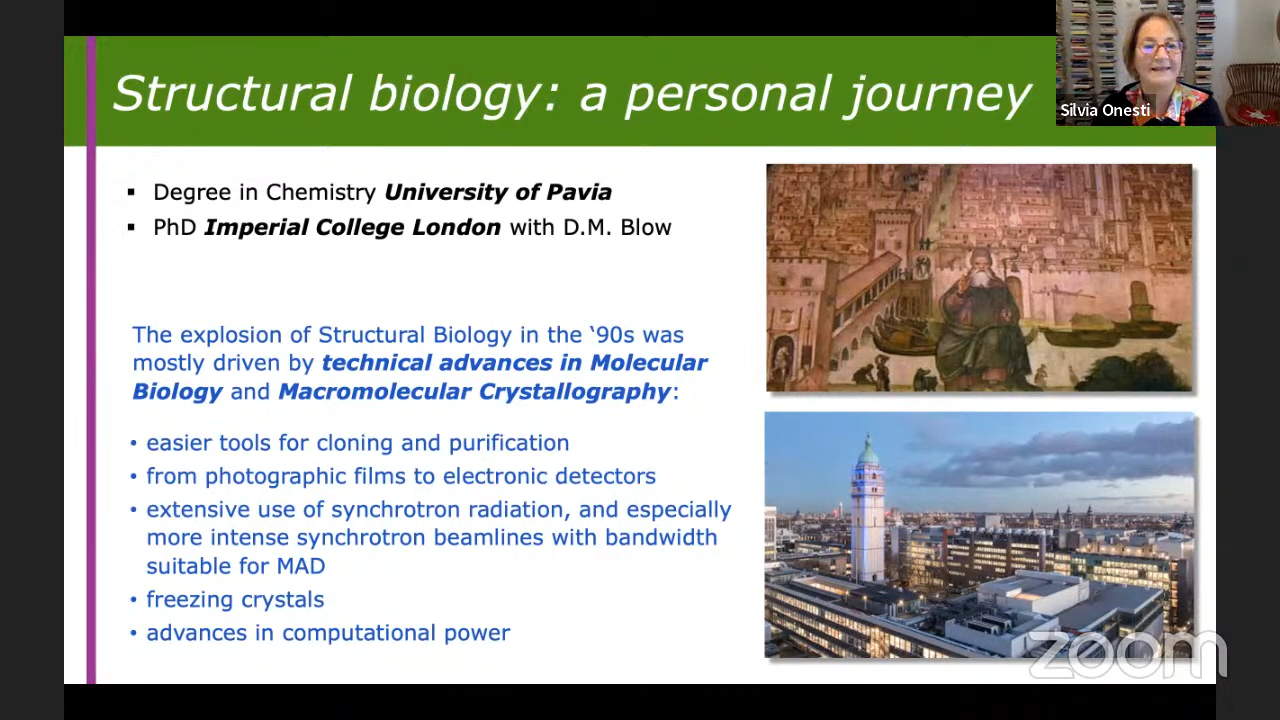 Structural biology: a personal journey
Silvia Onesti
▪ Degree in Chemistry University of Pavia
▪ PhD Imperial College London with D.M. Blow
The explosion of Structural Biology in the ‘90s was
mostly driven by technical advances in Molecular
Biology and Macromolecular Crystallography:
• easier tools for cloning and purification
• from photographic films to electronic detectors
• extensive use of synchrotron radiation, and especially
more intense synchrotron beamlines with bandwidth
suitable for MAD
• freezing crystals
• advances in computational power
zoom